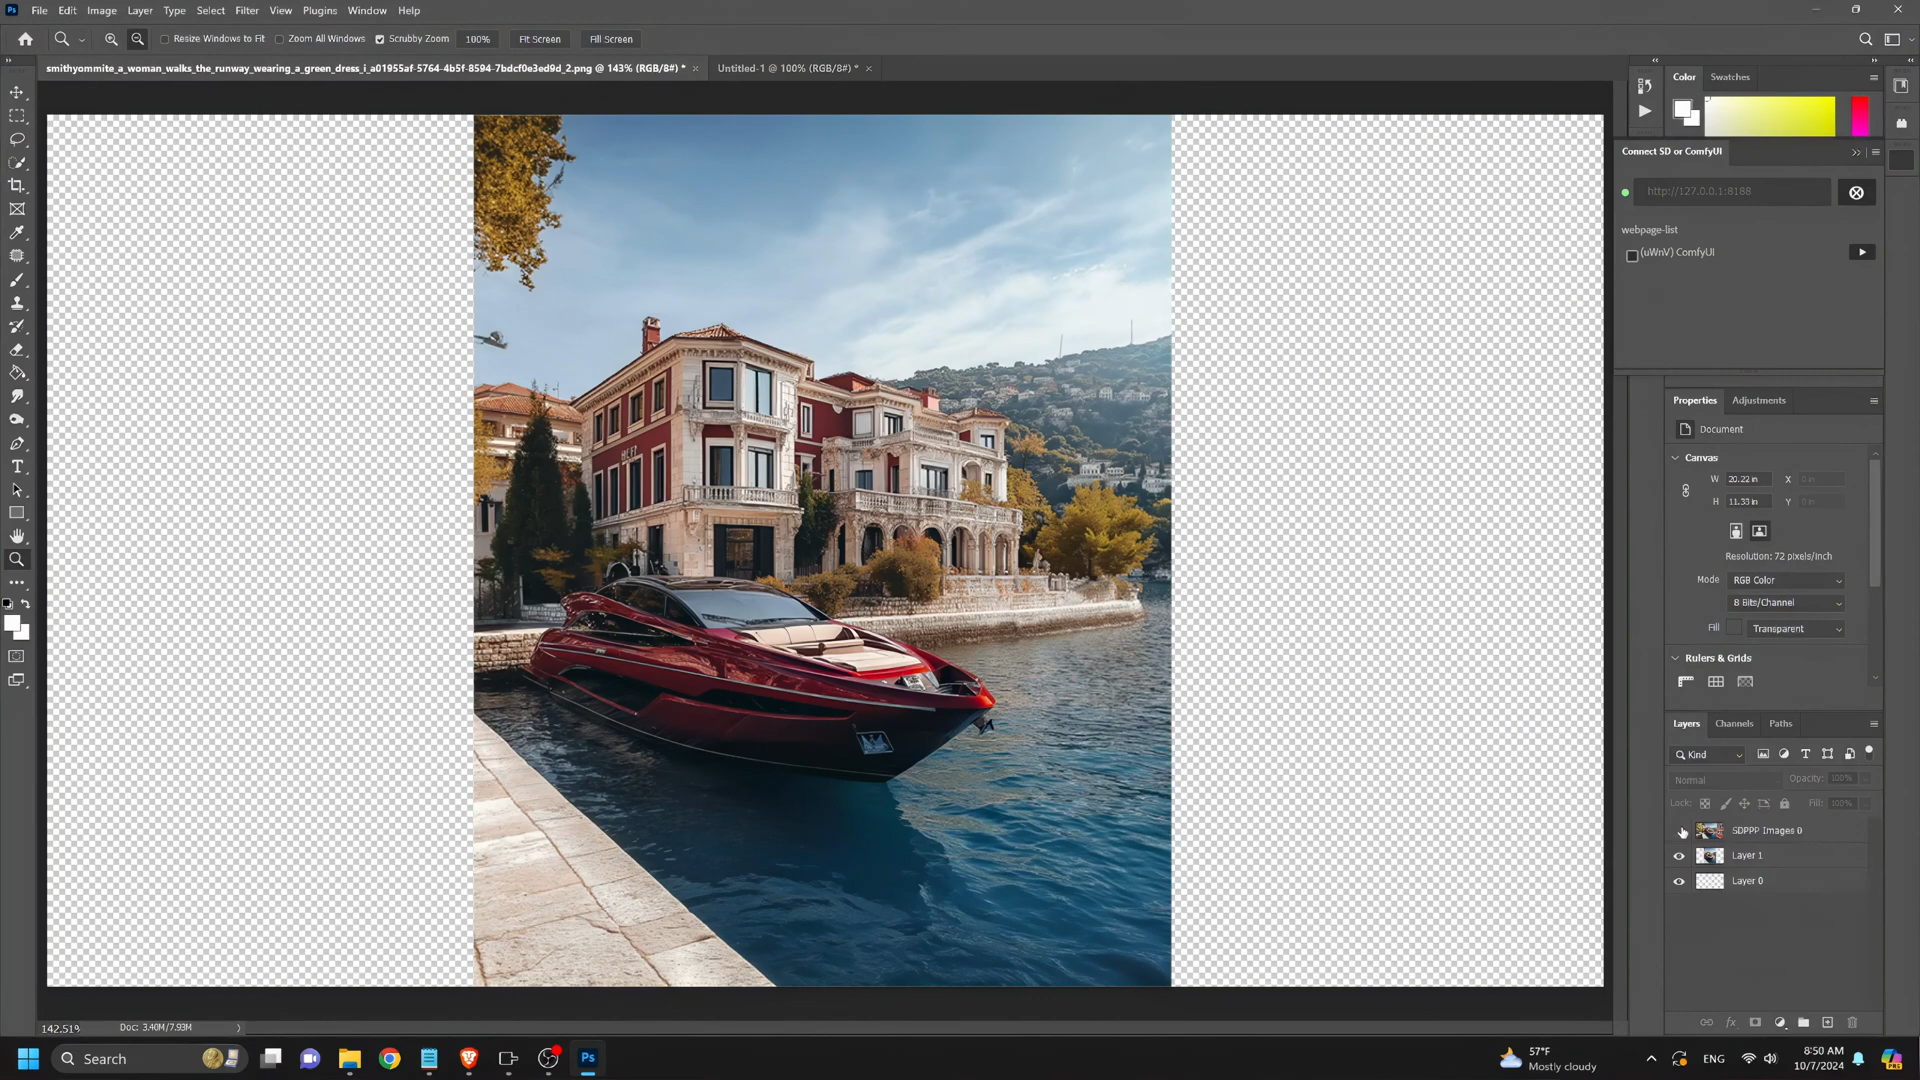 Ps File Edit Image Layer Type Select Filter View Plugins Window Help
Resize Windows to Fit Zoom All Windows Scrubby Zoom 100% Fit Screen Fill Screen
smithyommite_a_woman_walks_the_runway_wearing_a_green_dress_i_a01955af-5764-4b5f-8594-7bdcf0e3ed9d_2.png @ 143% (RGB/8#) * Untitled-1 @ 100% (RGB/8#) *
Color Swatches
Connect SD or ComfyUI
http://127.0.0.1:8188
webpage-list
(uWnV) ComfyUI
Properties Adjustments
Document
Canvas
W 20.22 in X 0 in
H 11.33 in Y 0 in
Resolution: 72 pixels/inch
Mode RGB Color
8 Bits/Channel
Fill Transparent
Rulers & Grids
Layers Channels Paths
Kind
Normal Opacity: 100%
Lock: Fill: 100%
SDPPP Images 0
Layer 1
Layer 0
142.51% Doc: 3.40M/7.93M
Search Ps 57°F ENG 8:50 AM
Mostly cloudy 10/7/2024